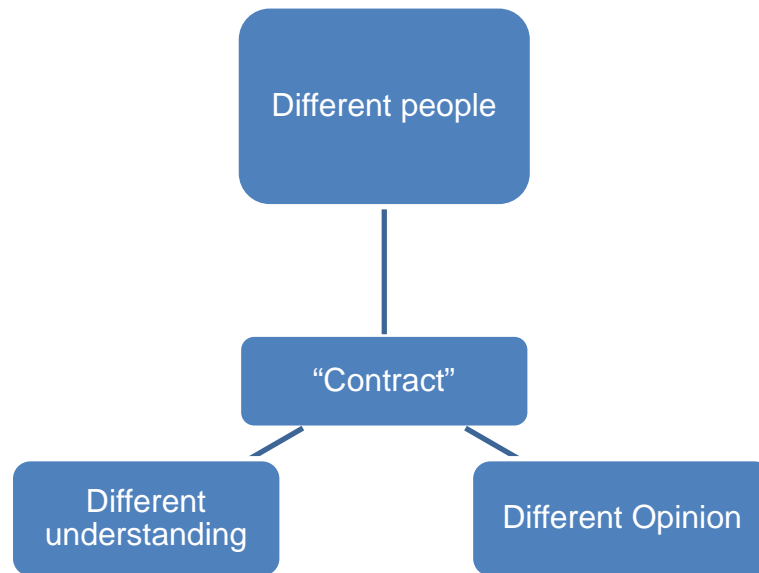 Different people
“Contract”
Different
understanding
Different Opinion